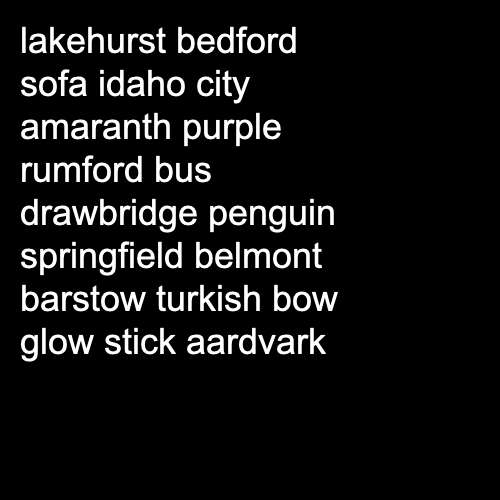 lakehurst bedford
sofa idaho city
amaranth purple
rumford bus
drawbridge penguin
springfield belmont
barstow turkish bow
glow stick aardvark